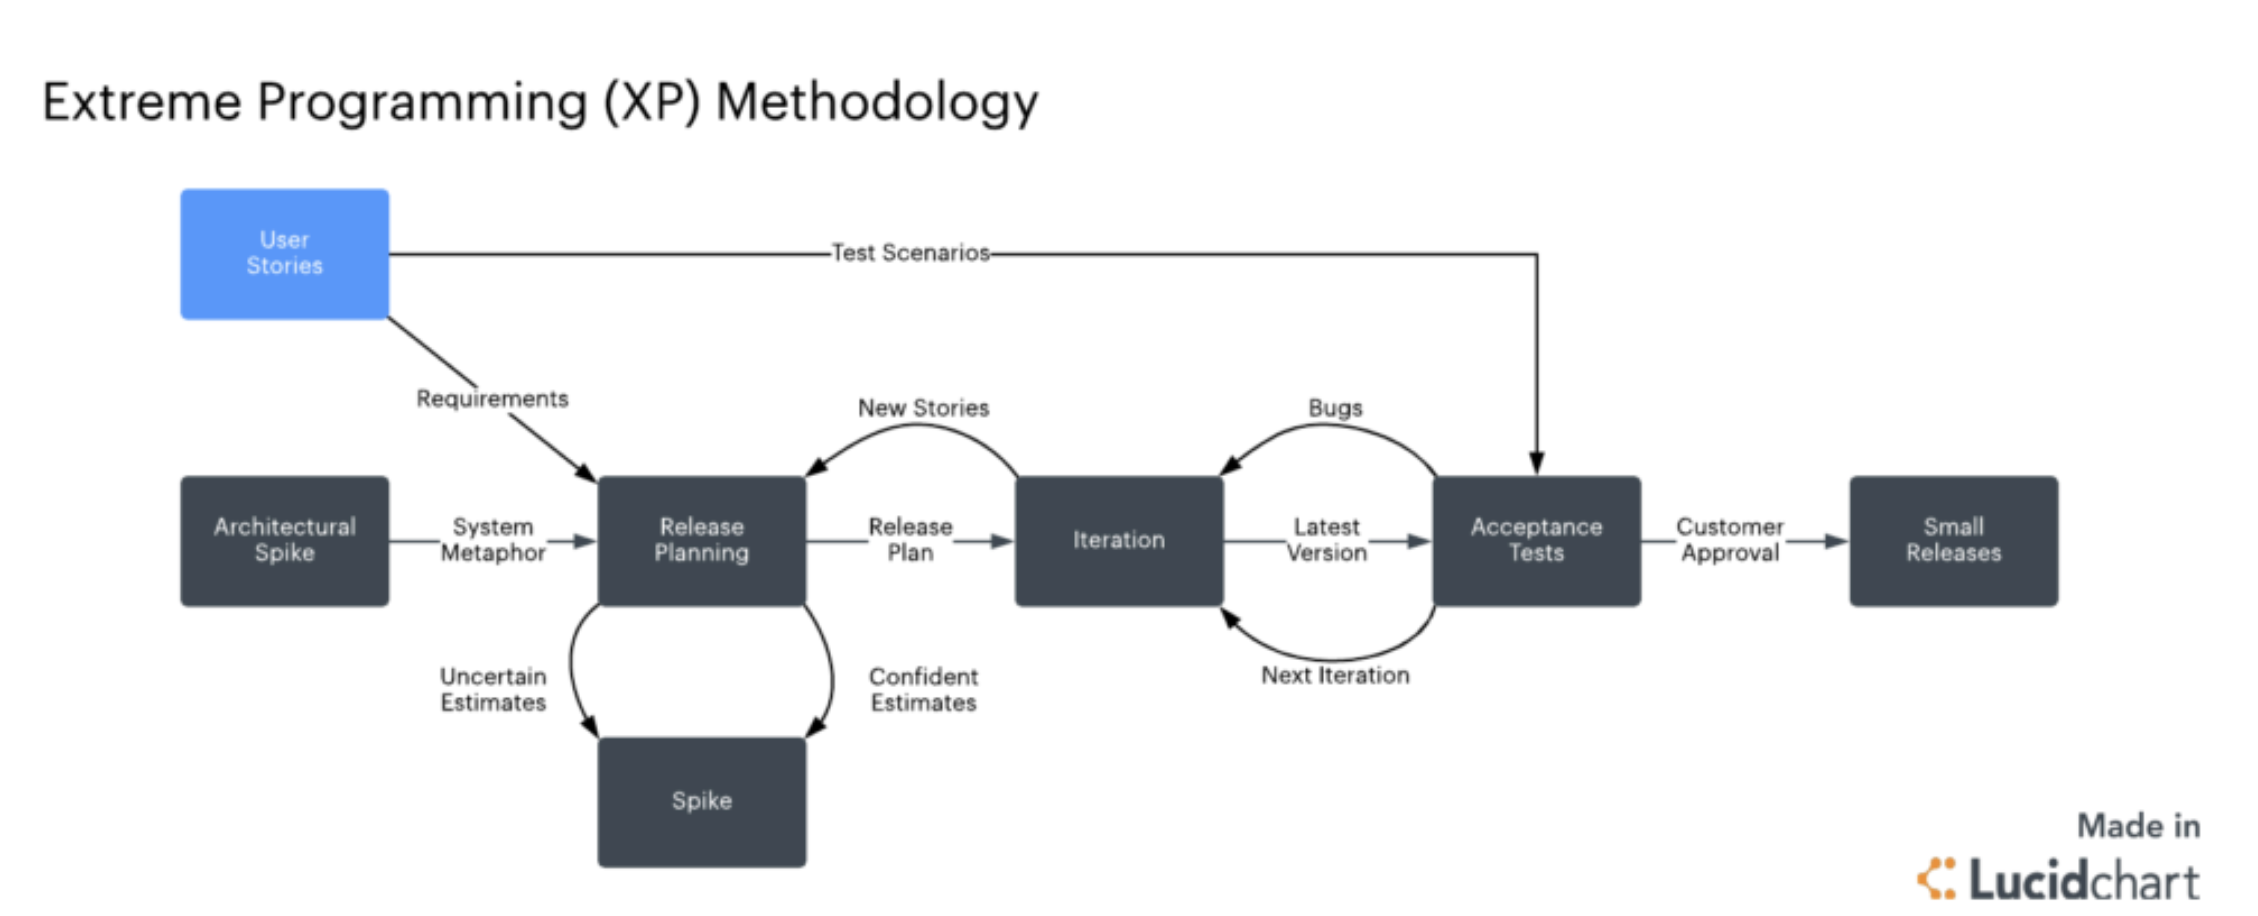 Extreme Programming (XP) Methodology
User
Stories
Test Scenarios
Requirements
New Stories
Bugs
Architectural
Spike
System
Metaphor
Release
Planning
Release
Plan
Iteration
Latest
Version
Acceptance
Tests
Customer
Approval
Small
Releases
Uncertain
Estimates
Confident
Estimates
Next Iteration
Spike
Made in
Lucidchart